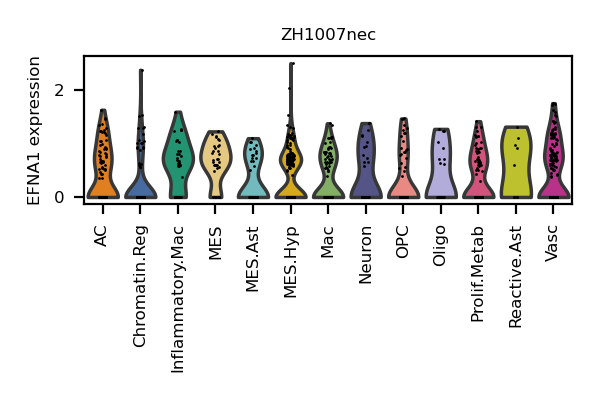 ZH1007nec
EFNA1 expression
2
0
AC
Chromatin.Reg
Inflammatory.Mac
MES
MES.Ast
MES.Hyp
Mac
Neuron
OPC
Oligo
Prolif.Metab
Reactive.Ast
Vasc